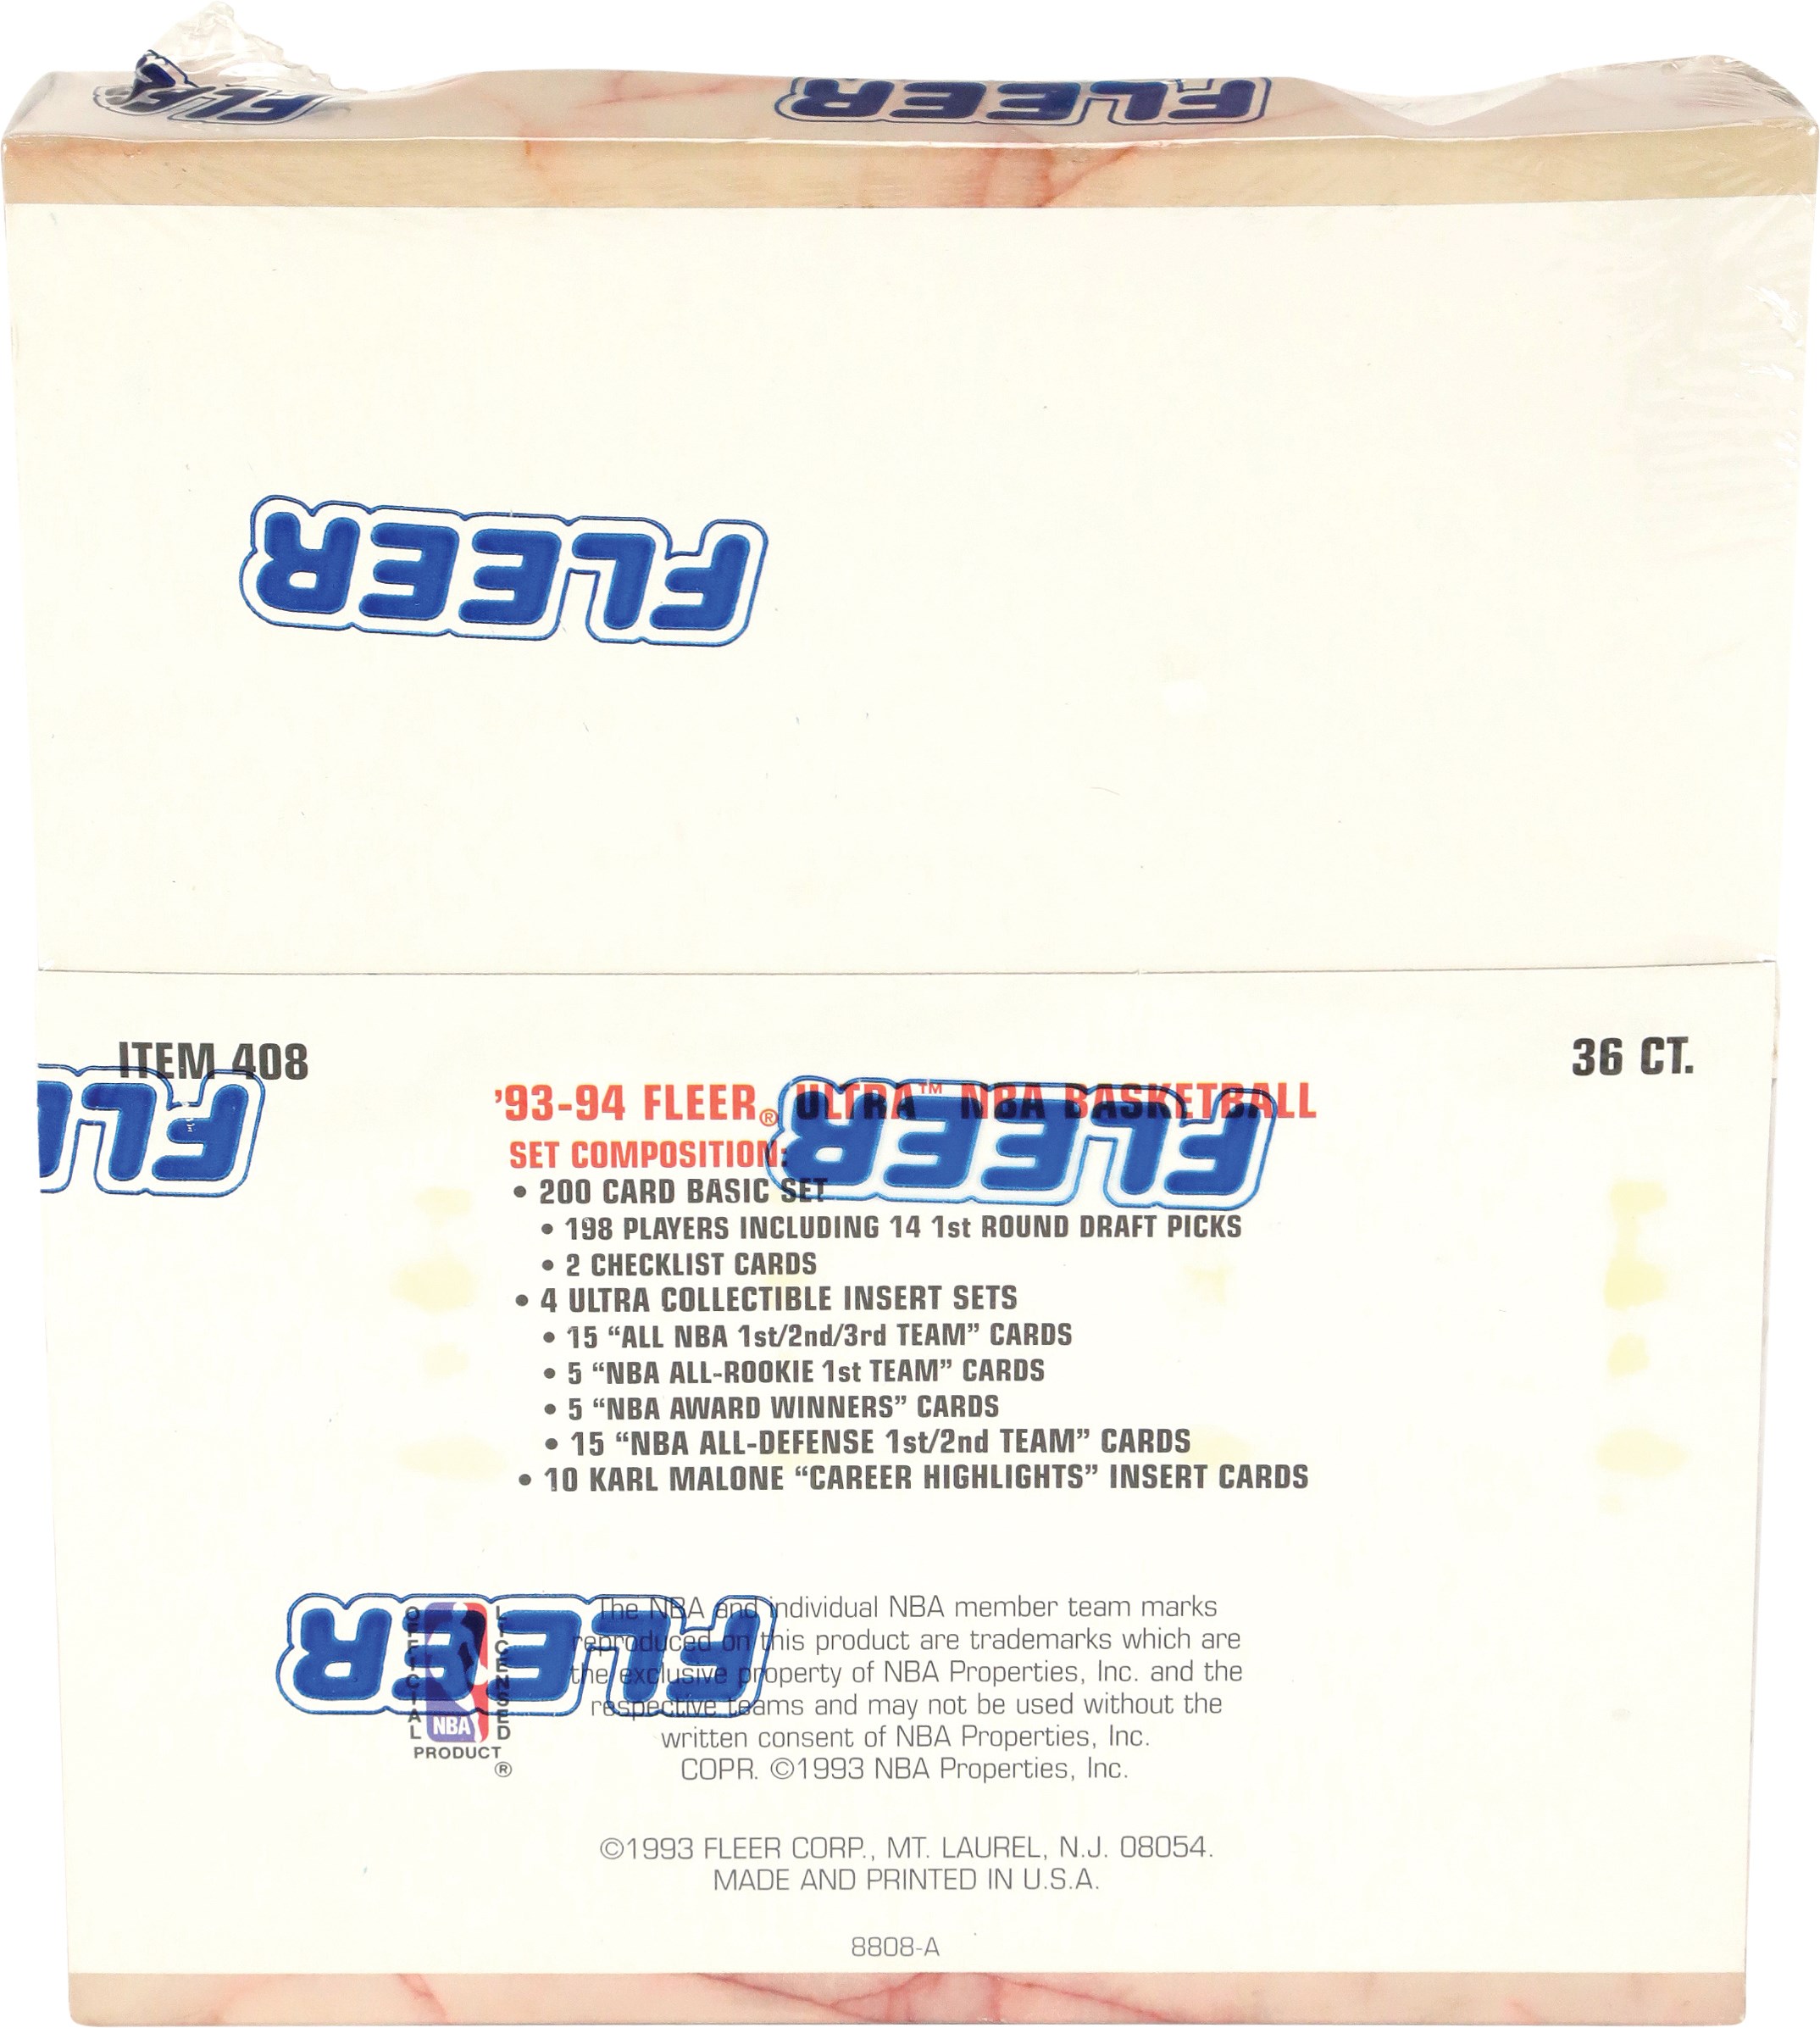 FLEER
FLEER
FLEER
ITEM 408
36 CT.
FL
FLEER
'93-94 FLEER® ULTRA™ NBA BASKETBALL
SET COMPOSITION:
• 200 CARD BASIC SET
• 198 PLAYERS INCLUDING 14 1st ROUND DRAFT PICKS
• 2 CHECKLIST CARDS
• 4 ULTRA COLLECTIBLE INSERT SETS
• 15 “ALL NBA 1st/2nd/3rd TEAM” CARDS
• 5 “NBA ALL-ROOKIE 1st TEAM” CARDS
• 5 “NBA AWARD WINNERS” CARDS
• 15 “NBA ALL-DEFENSE 1st/2nd TEAM” CARDS
• 10 KARL MALONE “CAREER HIGHLIGHTS” INSERT CARDS
FLEER
OFFICIAL
LICENSED
NBA
PRODUCT
®
The NBA and individual NBA member team marks
reproduced on this product are trademarks which are
the exclusive property of NBA Properties, Inc. and the
respective teams and may not be used without the
written consent of NBA Properties, Inc.
COPR. ©1993 NBA Properties, Inc.
©1993 FLEER CORP., MT. LAUREL, N.J. 08054.
MADE AND PRINTED IN U.S.A.
8808-A